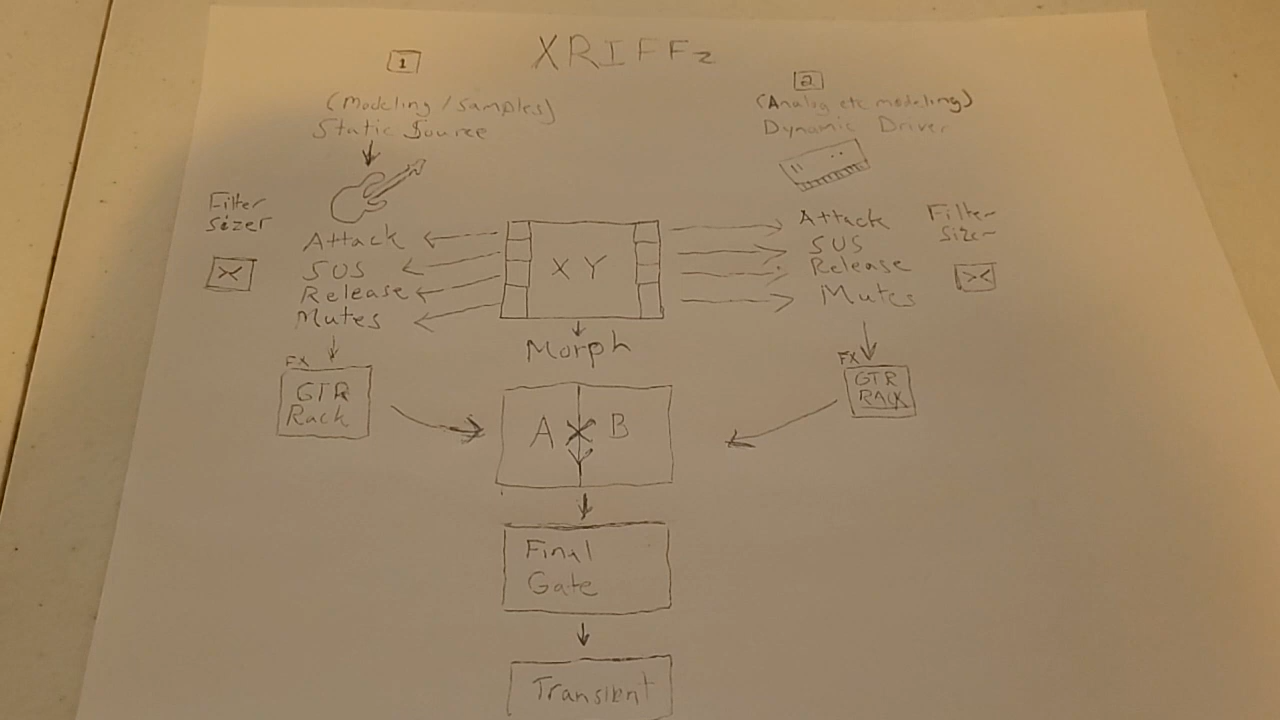 XRIFFz
1
(Modeling/Samples)
Static Source
2
(Analog etc modeling)
Dynamic Driver
Filter
Sizer
Attack
SUS
Release
Mutes
X Y
Attack
SUS
Release
Mutes
Filter
Sizer
Morph
FX
GTR
Rack
A X B
Y
FX
GTR
RACK
Final
Gate
Transient